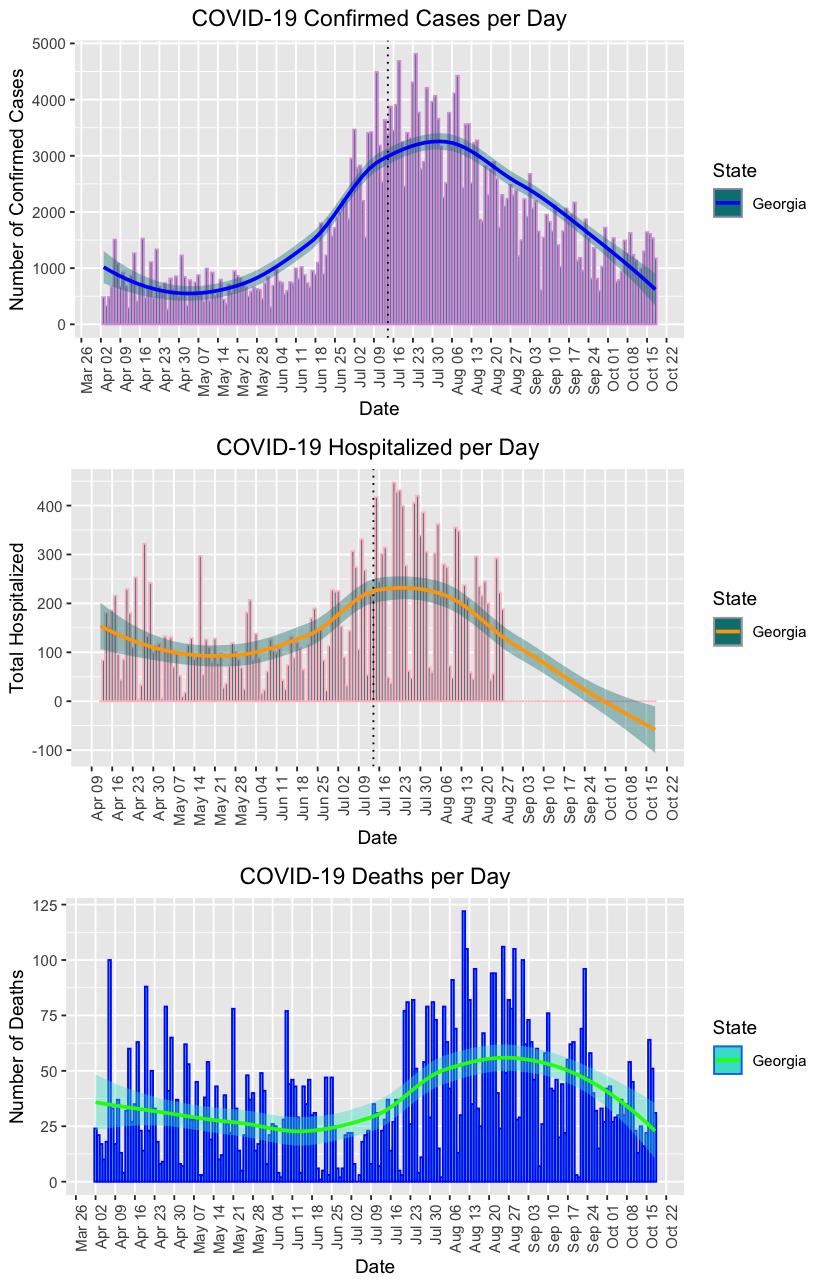 COVID-19 Confirmed Cases per Day
Number of Confirmed Cases
5000
4000
3000
2000
1000
0
Mar 26
Apr 02
Apr 09
Apr 16
Apr 23
Apr 30
May 07
May 14
May 21
May 28
Jun 04
Jun 11
Jun 18
Jun 25
Jul 02
Jul 09
Jul 16
Jul 23
Jul 30
Aug 06
Aug 13
Aug 20
Aug 27
Sep 03
Sep 10
Sep 17
Sep 24
Oct 01
Oct 08
Oct 15
Oct 22
Date
State
Georgia
COVID-19 Hospitalized per Day
Total Hospitalized
400
300
200
100
0
-100
Apr 09
Apr 16
Apr 23
Apr 30
May 07
May 14
May 21
May 28
Jun 04
Jun 11
Jun 18
Jun 25
Jul 02
Jul 09
Jul 16
Jul 23
Jul 30
Aug 06
Aug 13
Aug 20
Aug 27
Sep 03
Sep 10
Sep 17
Sep 24
Oct 01
Oct 08
Oct 15
Oct 22
Date
State
Georgia
COVID-19 Deaths per Day
Number of Deaths
125
100
75
50
25
0
Mar 26
Apr 02
Apr 09
Apr 16
Apr 23
Apr 30
May 07
May 14
May 21
May 28
Jun 04
Jun 11
Jun 18
Jun 25
Jul 02
Jul 09
Jul 16
Jul 23
Jul 30
Aug 06
Aug 13
Aug 20
Aug 27
Sep 03
Sep 10
Sep 17
Sep 24
Oct 01
Oct 08
Oct 15
Oct 22
Date
State
Georgia